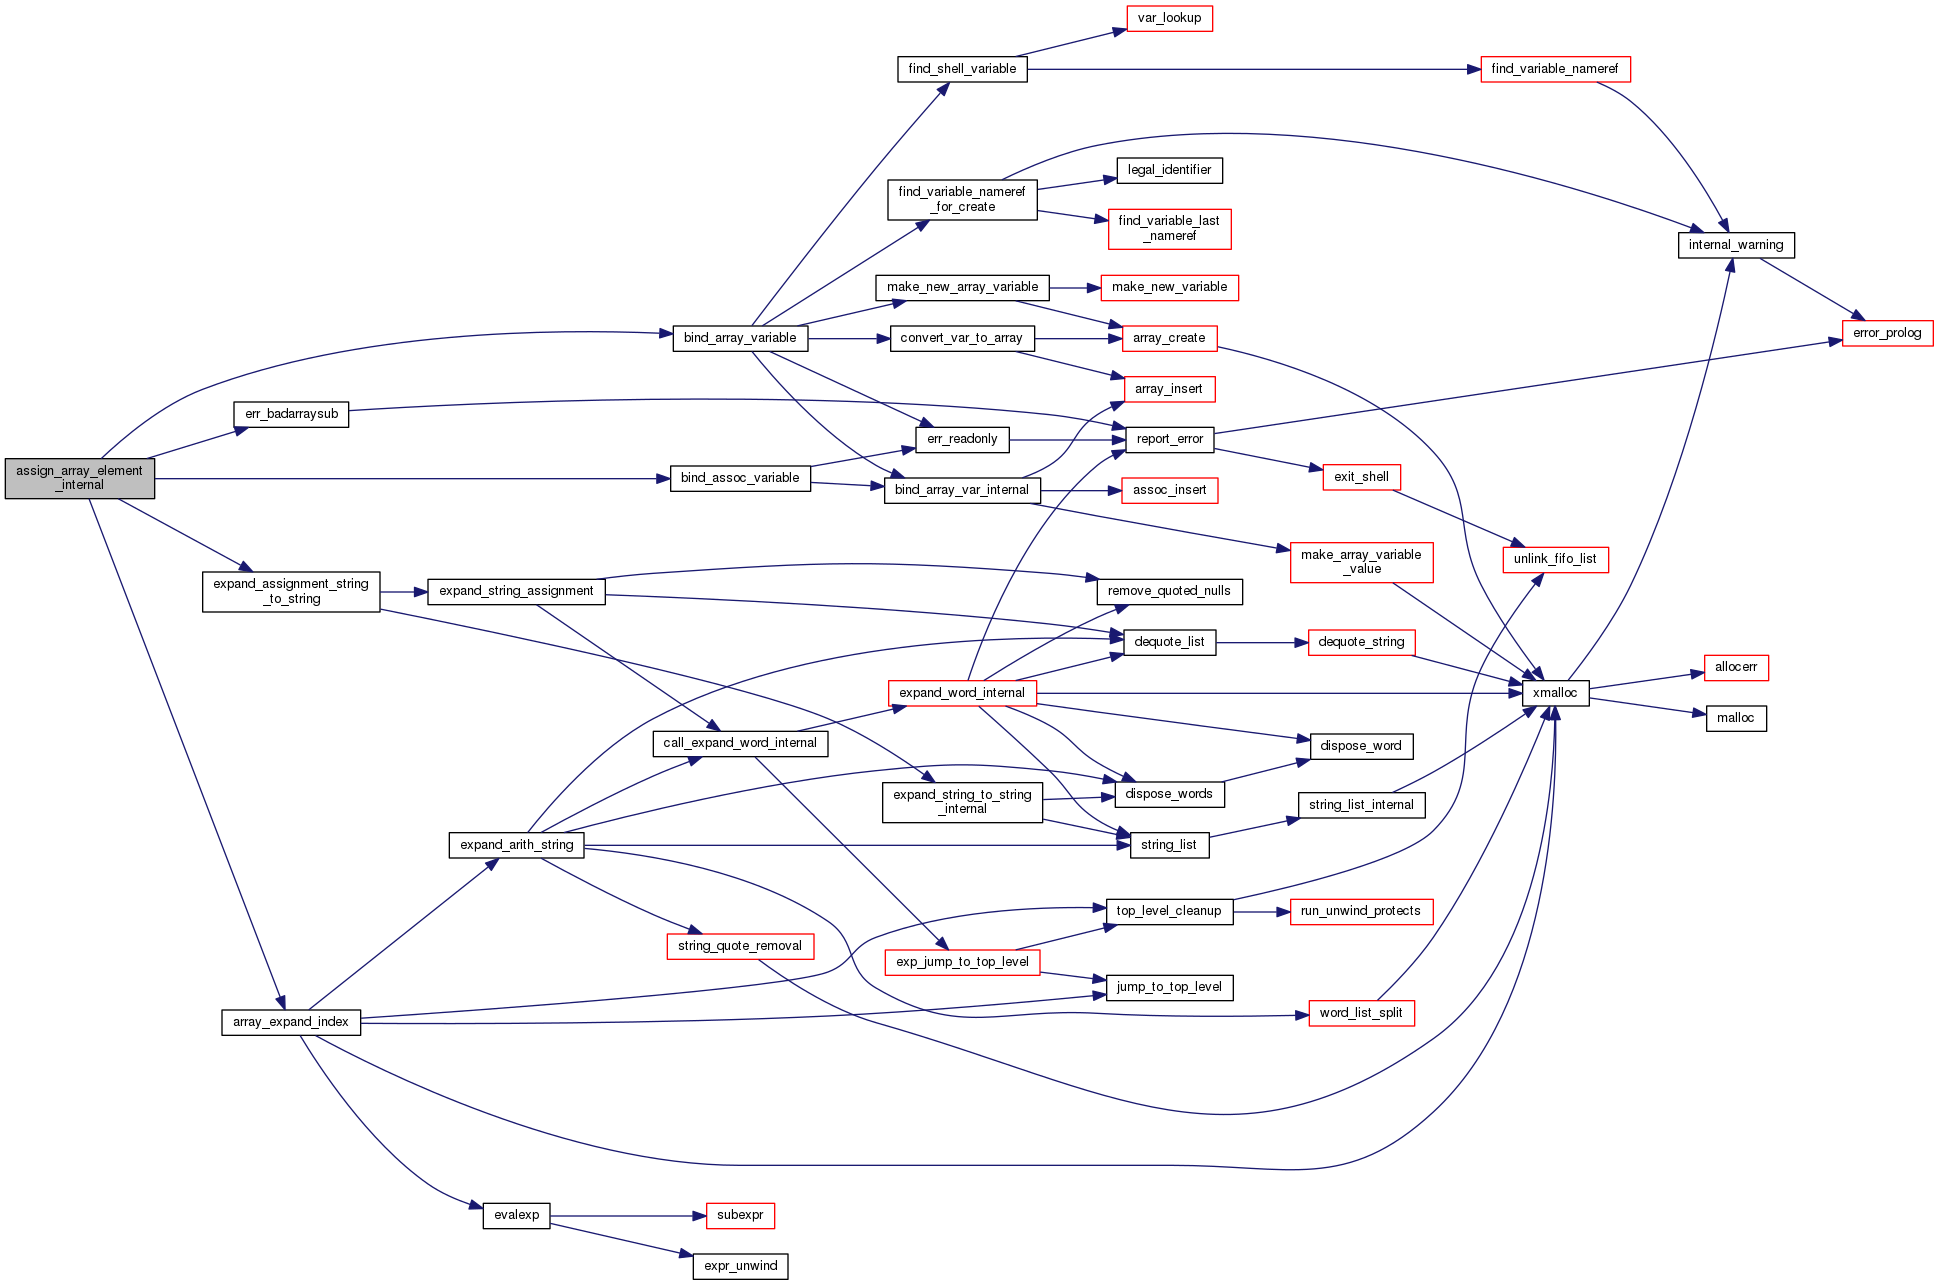 var_lookup
find_shell_variable
find_variable_nameref
legal_identifier
find_variable_nameref
_for_create
find_variable_last
_nameref
internal_warning
make_new_array_variable
make_new_variable
error_prolog
bind_array_variable
convert_var_to_array
array_create
array_insert
err_badarraysub
err_readonly
report_error
assign_array_element
_internal
bind_assoc_variable
bind_array_var_internal
assoc_insert
exit_shell
make_array_variable
_value
unlink_fifo_list
expand_assignment_string
_to_string
expand_string_assignment
remove_quoted_nulls
dequote_list
dequote_string
allocerr
expand_word_internal
xmalloc
malloc
call_expand_word_internal
dispose_word
expand_string_to_string
_internal
dispose_words
string_list_internal
expand_arith_string
string_list
top_level_cleanup
run_unwind_protects
string_quote_removal
exp_jump_to_top_level
jump_to_top_level
array_expand_index
word_list_split
evalexp
subexpr
expr_unwind